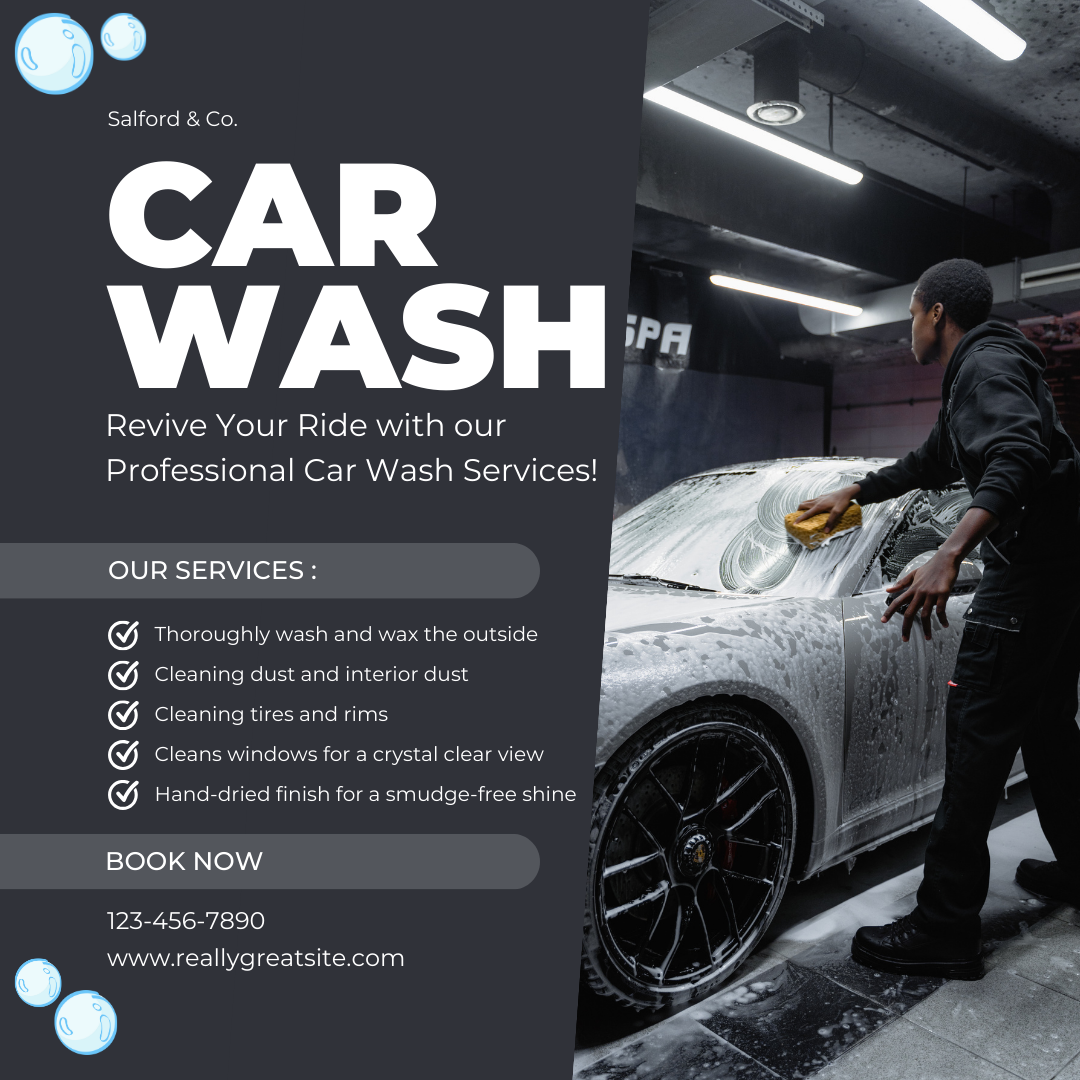 Salford & Co.
CAR
WASH
Revive Your Ride with our
Professional Car Wash Services!
OUR SERVICES :
Thoroughly wash and wax the outside
Cleaning dust and interior dust
Cleaning tires and rims
Cleans windows for a crystal clear view
Hand-dried finish for a smudge-free shine
BOOK NOW
123-456-7890
www.reallygreatsite.com
SPA